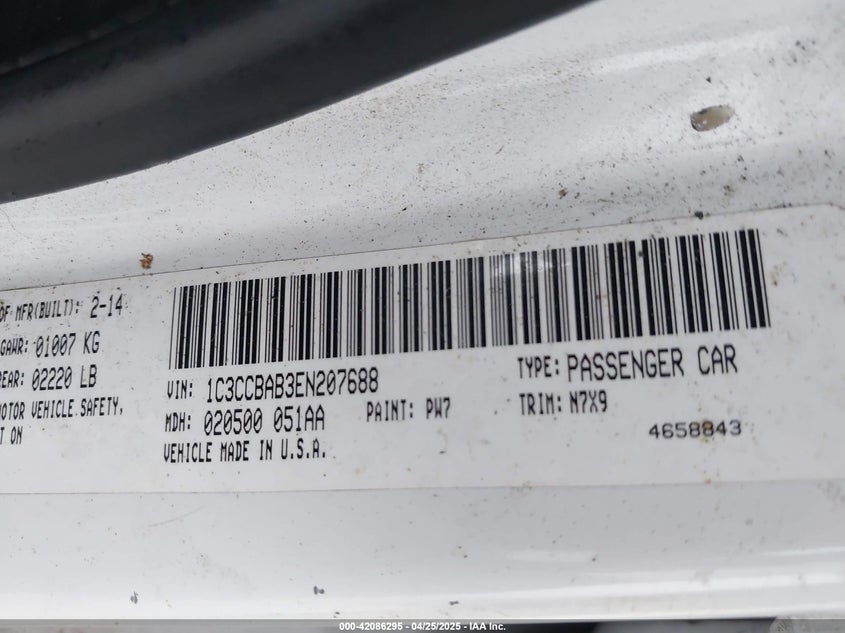 OF MFR(BUILT): 2-14
GAWR: 01007 KG
REAR: 02220 LB
MOTOR VEHICLE SAFETY,
T ON
VIN: 1C3CCBAB3EN207688
TYPE: PASSENGER CAR
MDH: 020500 051AA
PAINT: PW7
TRIM: N7X9
VEHICLE MADE IN U.S.A.
4658843
000-42086295 - 04/25/2025 - IAA Inc.